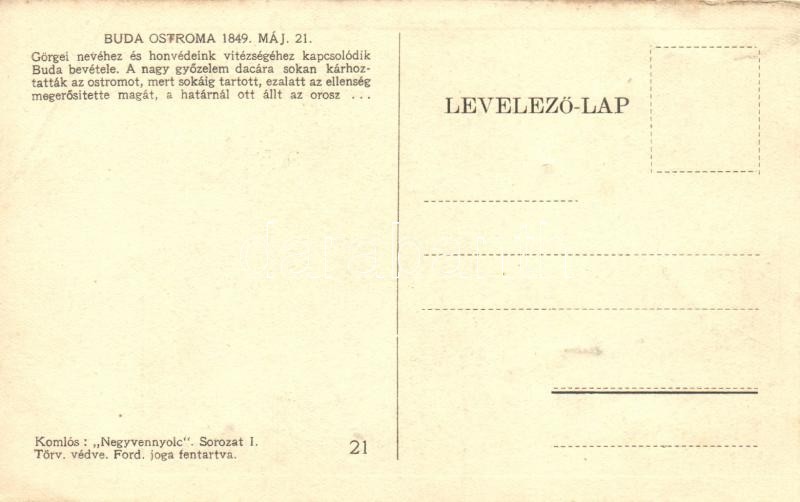 BUDA OSTROMA 1849. MÁJ. 21.
Görgei nevéhez és honvédeink vitézségéhez kapcsolódik
Buda bevétele. A nagy győzelem dacára sokan kárhoz-
tatták az ostromot, mert sokáig tartott, ezalatt az ellenség
megerősitette magát, a határnál ott állt az orosz ...
LEVELEZŐ-LAP
Komlós : „Negyvennyolc“. Sorozat I.
Törv. védve. Ford. joga fentartva.
21